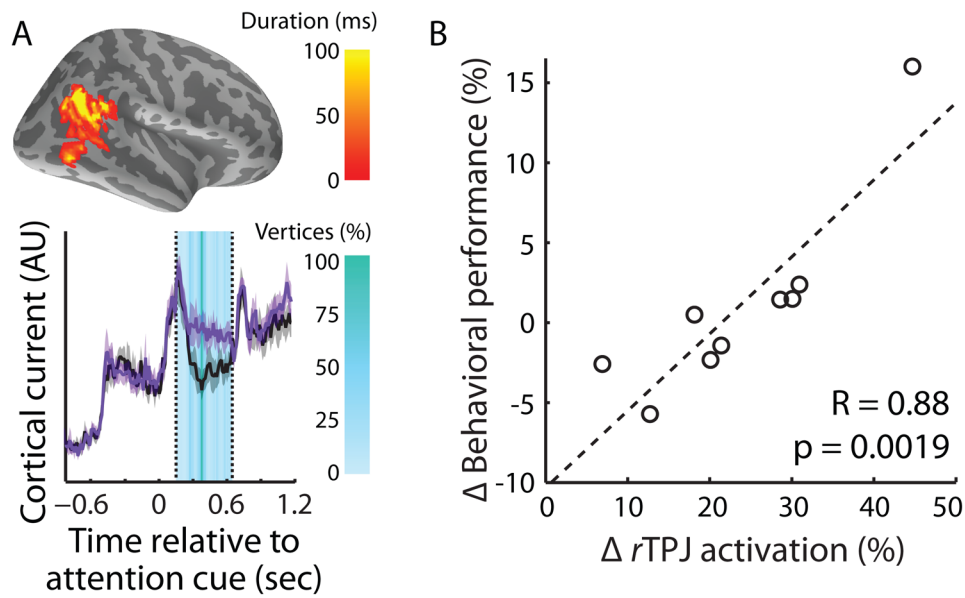 A
Duration (ms)
100
50
0
Vertices (%)
100
75
50
25
0
Cortical current (AU)
−0.6 0 0.6 1.2
Time relative to
attention cue (sec)
B
Δ Behavioral performance (%)
15
10
5
0
-5
-10
R = 0.88
p = 0.0019
0 10 20 30 40 50
Δ rTPJ activation (%)